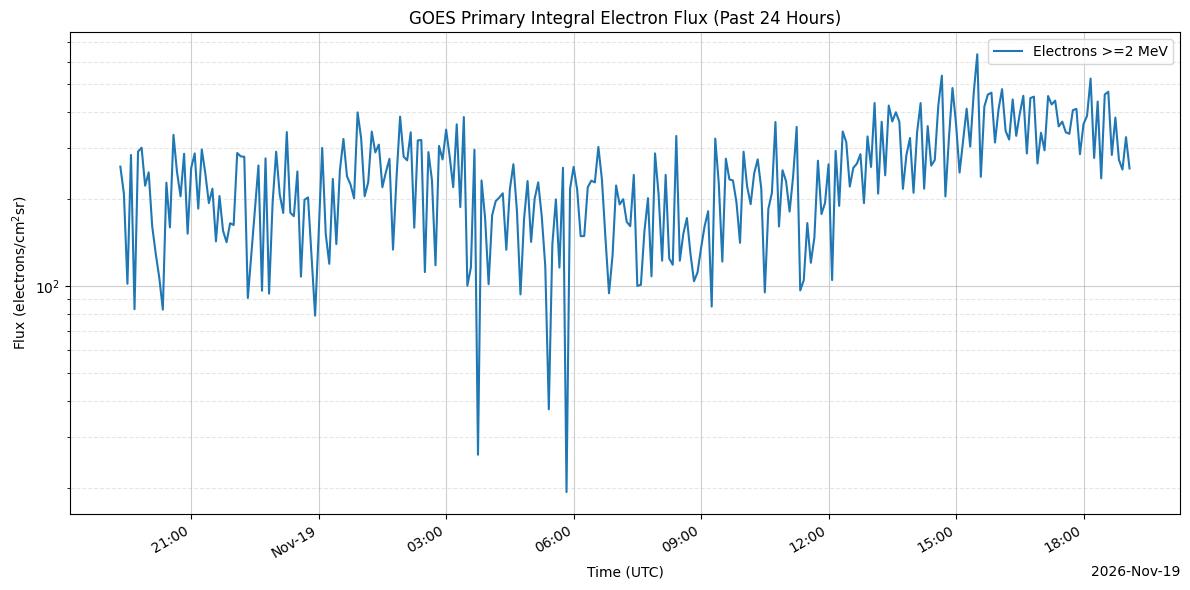 GOES Primary Integral Electron Flux (Past 24 Hours)
Electrons >=2 MeV
Flux (electrons/cm²sr)
10²
21:00
Nov-19
03:00
06:00
09:00
12:00
15:00
18:00
Time (UTC)
2026-Nov-19